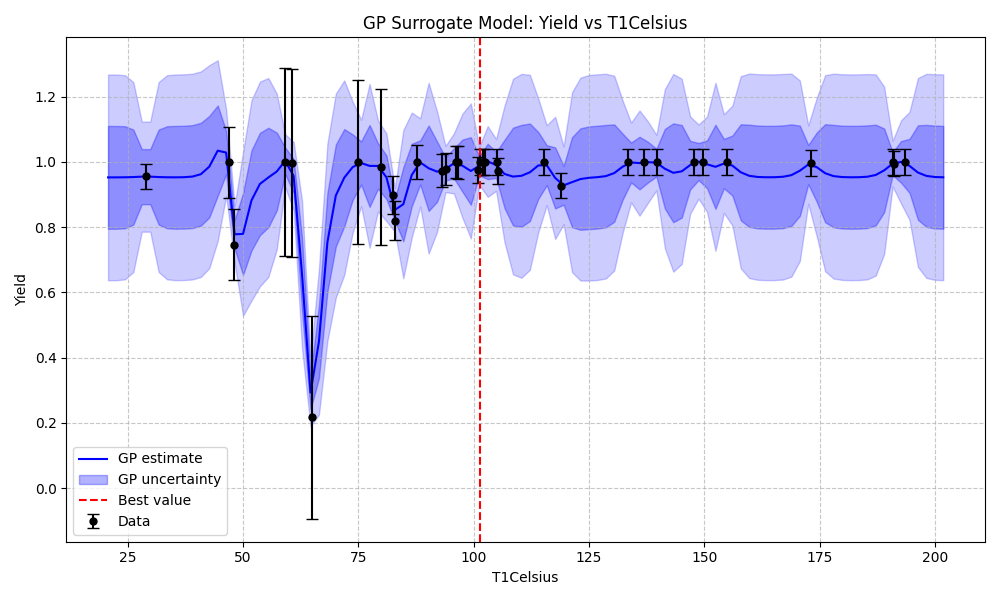 GP Surrogate Model: Yield vs T1Celsius
Yield
1.2
1.0
0.8
0.6
0.4
0.2
0.0
GP estimate
GP uncertainty
Best value
Data
25
50
75
100
125
150
175
200
T1Celsius